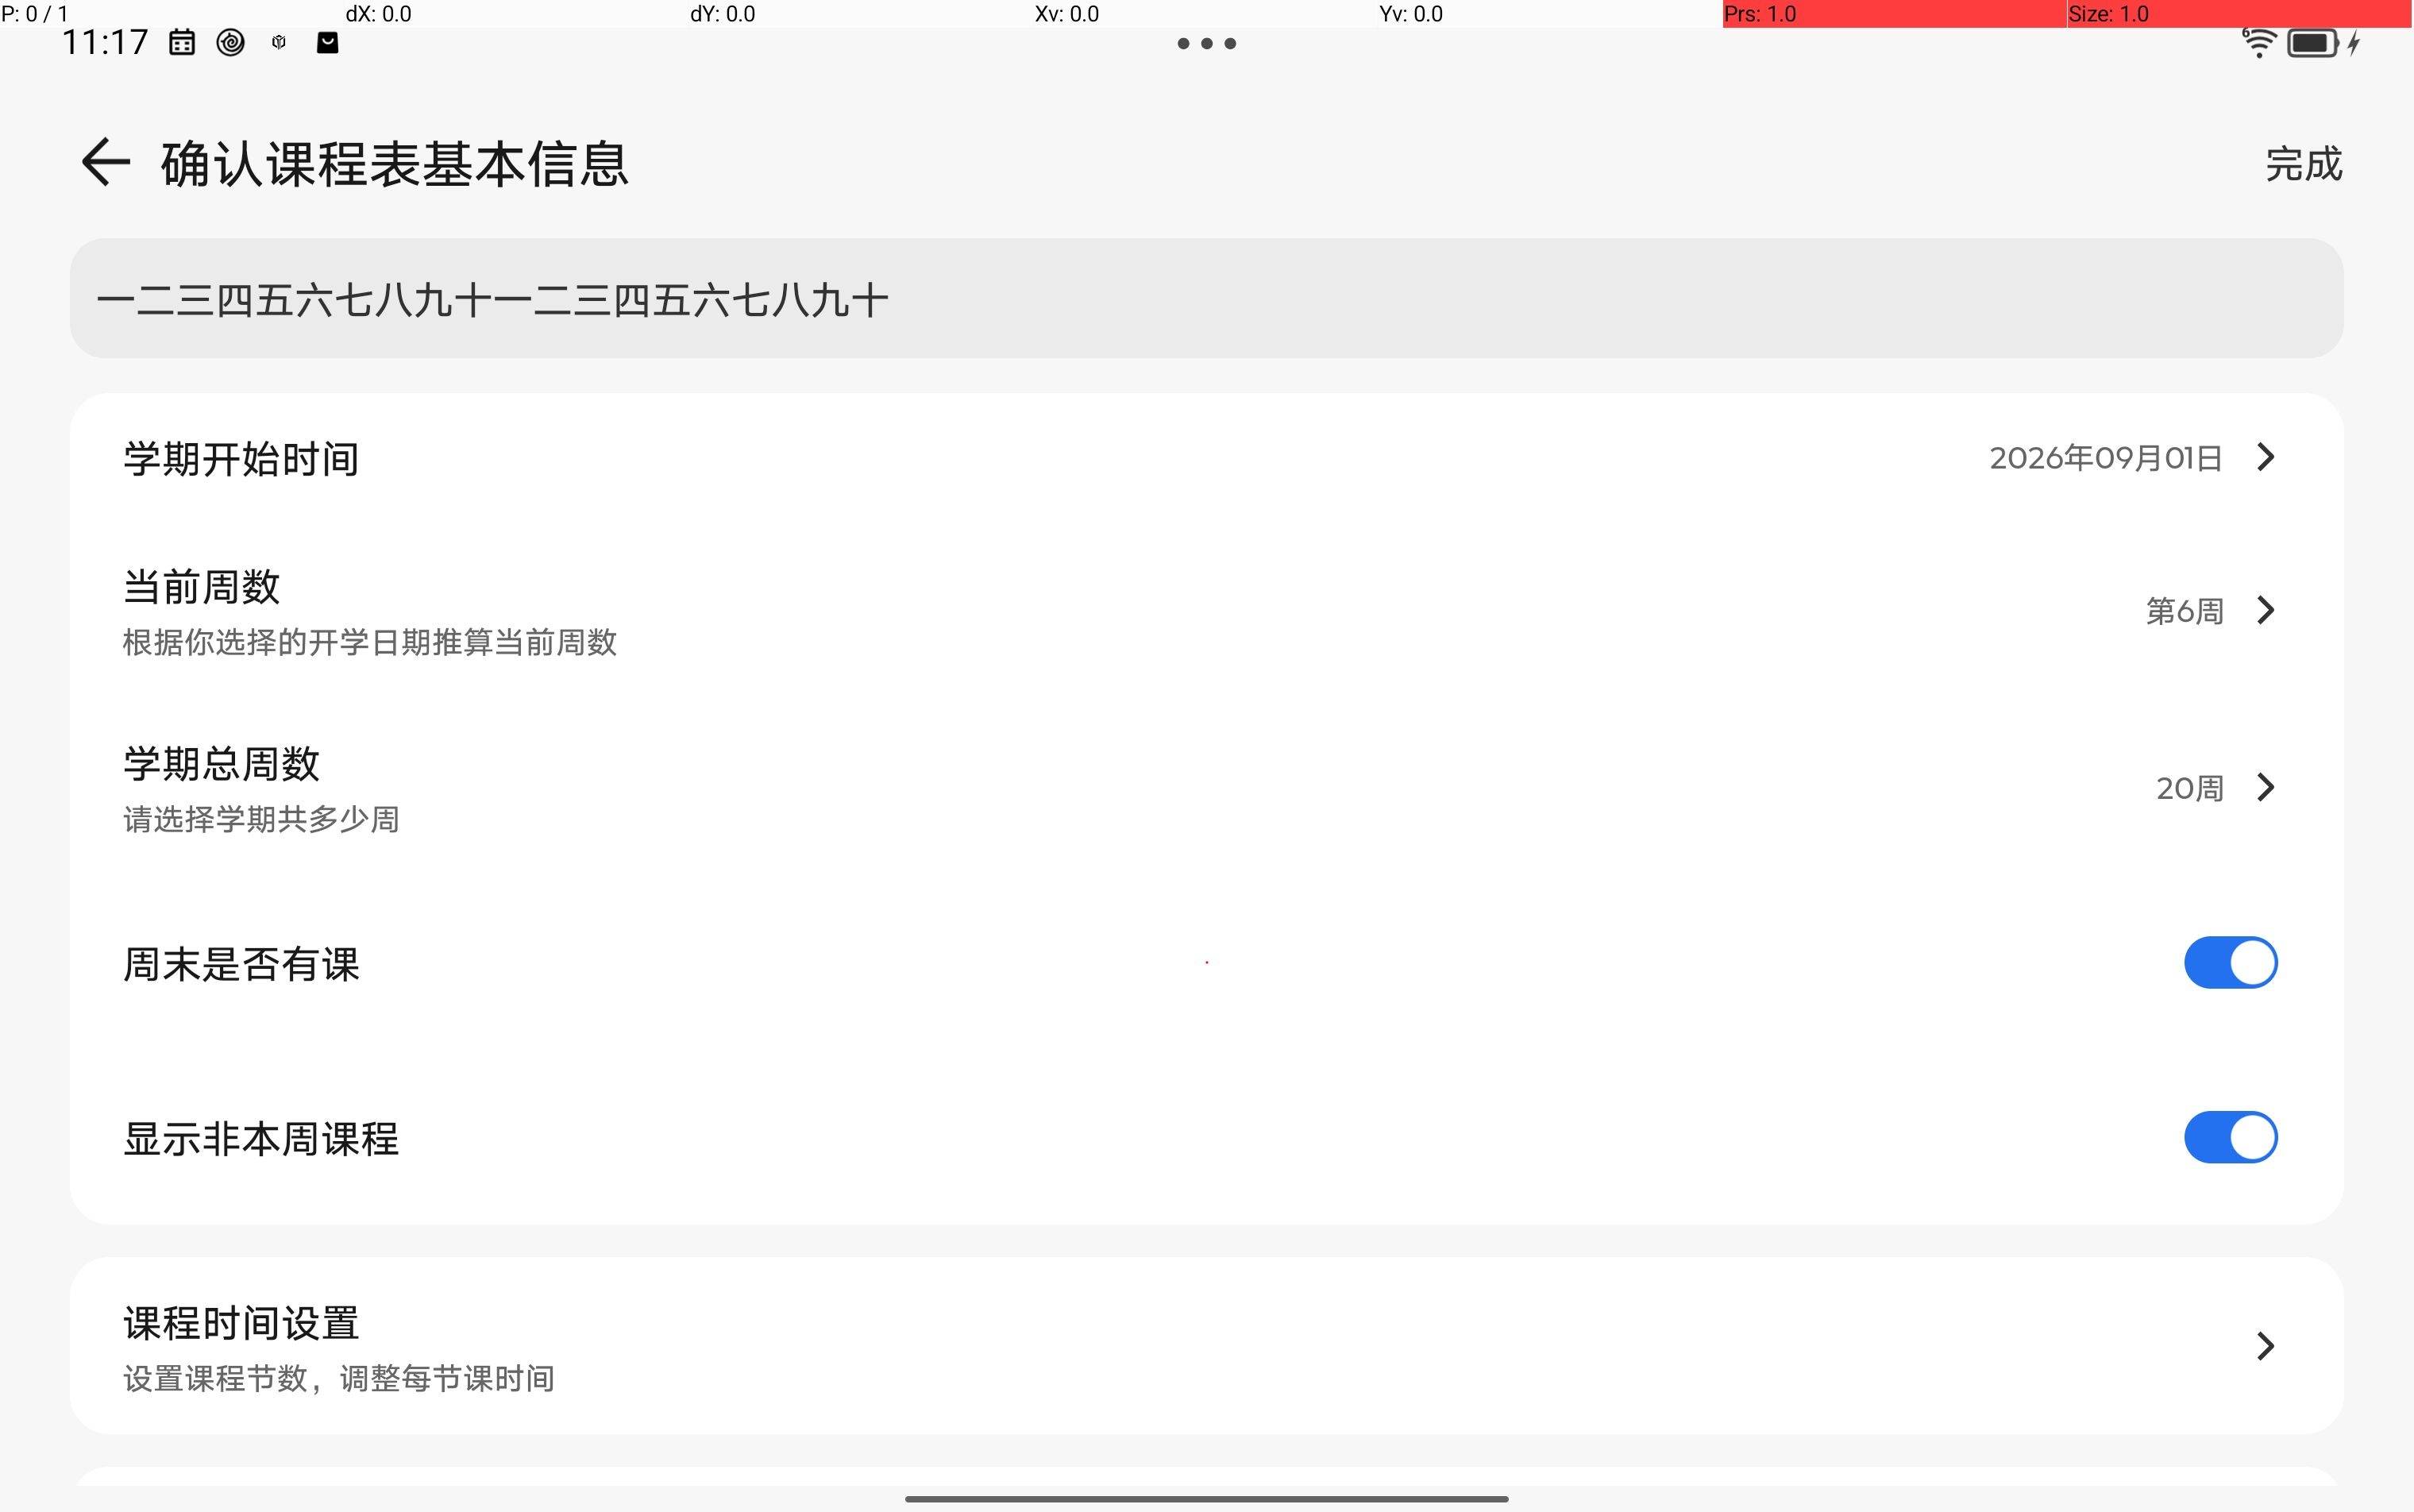 P: 0 / 1 dX: 0.0 dY: 0.0 Xv: 0.0 Yv: 0.0 Prs: 1.0 Size: 1.0
11:17 6
确认课程表基本信息 完成
一二三四五六七八九十一二三四五六七八九十
学期开始时间 2026年09月01日
当前周数 第6周
根据你选择的开学日期推算当前周数
学期总周数 20周
请选择学期共多少周
周末是否有课
显示非本周课程
课程时间设置
设置课程节数，调整每节课时间